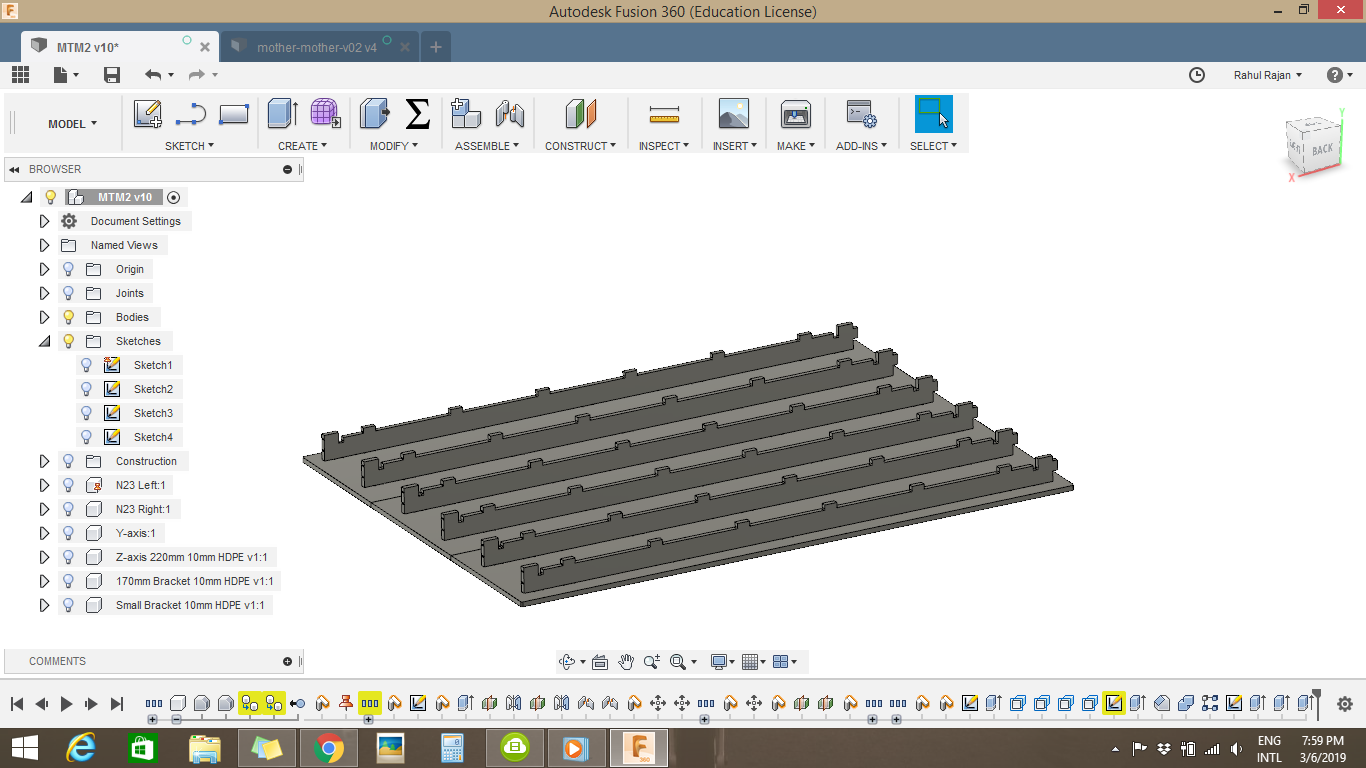 Autodesk Fusion 360 (Education License)
MTM2 v10*
mother-mother-v02 v4
Rahul Rajan
MODEL
SKETCH
CREATE
MODIFY
ASSEMBLE
CONSTRUCT
INSPECT
INSERT
MAKE
ADD-INS
SELECT
Y
BACK
X
BROWSER
MTM2 v10
Document Settings
Named Views
Origin
Joints
Bodies
Sketches
Sketch1
Sketch2
Sketch3
Sketch4
Construction
N23 Left:1
N23 Right:1
Y-axis:1
Z-axis 220mm 10mm HDPE v1:1
170mm Bracket 10mm HDPE v1:1
Small Bracket 10mm HDPE v1:1
COMMENTS
360
ENG
INTL
7:59 PM
3/6/2019